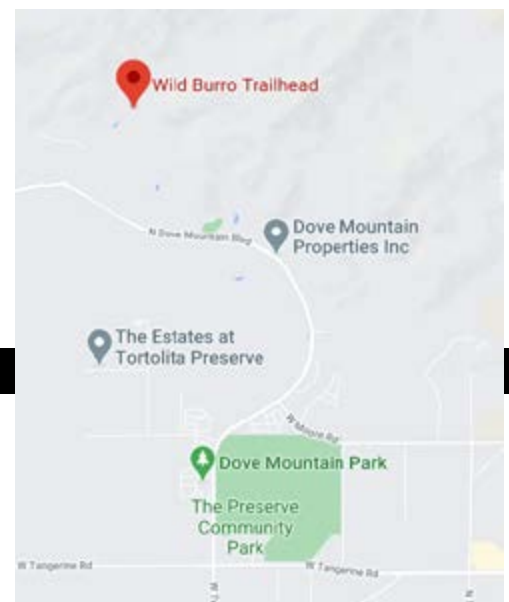 Wild Burro Trailhead
N Dove Mountain Blvd
Dove Mountain
Properties Inc
The Estates at
Tortolita Preserve
W Moore Rd
Dove Mountain Park
The Preserve
Community
Park
W Tangerine Rd
W Tangerine Rd